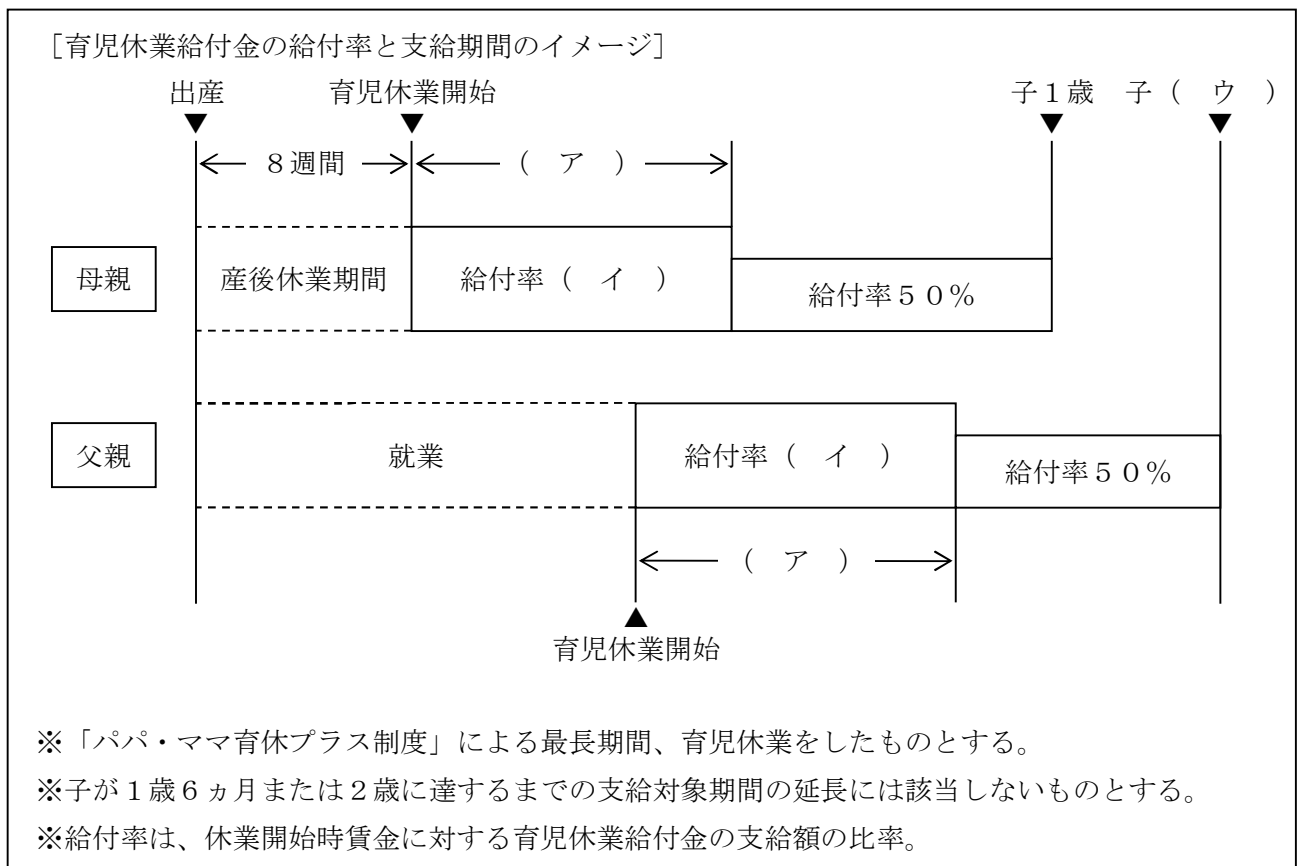 ［育児休業給付金の給付率と支給期間のイメージ］
出産　育児休業開始　子１歳　子（　ウ　）
８週間　（　ア　）
母親　産後休業期間　給付率（　イ　）　給付率５０％
父親　就業　給付率（　イ　）　給付率５０％
（　ア　）
育児休業開始
※「パパ・ママ育休プラス制度」による最長期間、育児休業をしたものとする。
※子が１歳６ヵ月または２歳に達するまでの支給対象期間の延長には該当しないものとする。
※給付率は、休業開始時賃金に対する育児休業給付金の支給額の比率。